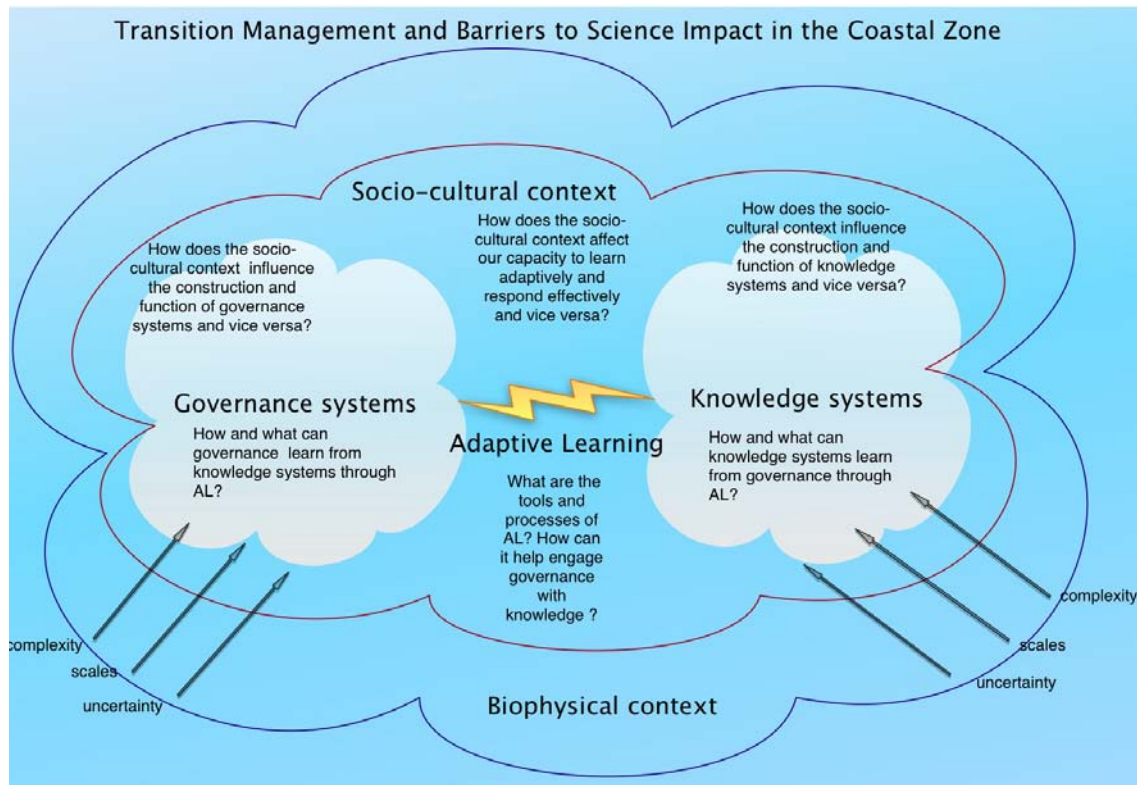 Transition Management and Barriers to Science Impact in the Coastal Zone
Socio-cultural context
How does the socio-
cultural context influence
the construction and
function of governance
systems and vice versa?
How does the socio-
cultural context affect
our capacity to learn
adaptively and
respond effectively
and vice versa?
How does the socio-
cultural context influence
the construction and
function of knowledge
systems and vice versa?
Governance systems
How and what can
governance learn from
knowledge systems through
AL?
Adaptive Learning
What are the
tools and
processes of
AL? How can
it help engage
governance
with
knowledge ?
Knowledge systems
How and what can
knowledge systems learn
from governance through
AL?
complexity
scales
uncertainty
complexity
scales
uncertainty
Biophysical context